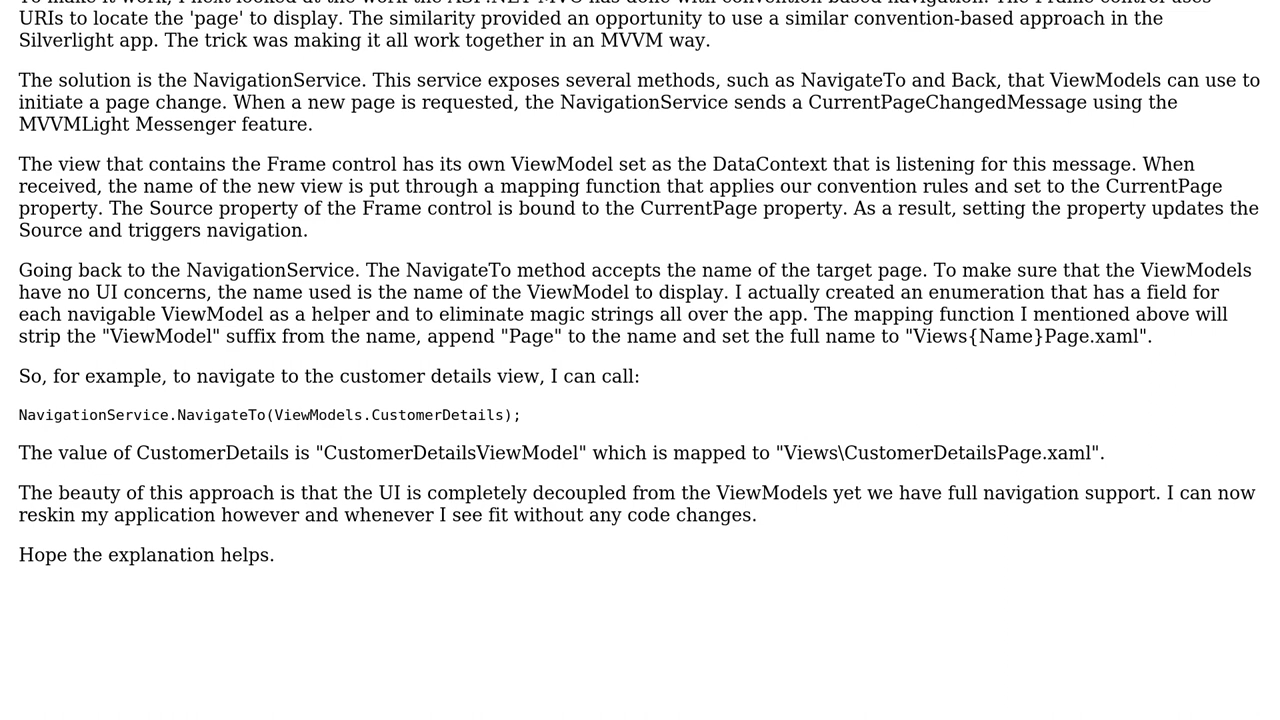 URIs to locate the 'page' to display. The similarity provided an opportunity to use a similar convention-based approach in the
Silverlight app. The trick was making it all work together in an MVVM way.
The solution is the NavigationService. This service exposes several methods, such as NavigateTo and Back, that ViewModels can use to
initiate a page change. When a new page is requested, the NavigationService sends a CurrentPageChangedMessage using the
MVVMLight Messenger feature.
The view that contains the Frame control has its own ViewModel set as the DataContext that is listening for this message. When
received, the name of the new view is put through a mapping function that applies our convention rules and set to the CurrentPage
property. The Source property of the Frame control is bound to the CurrentPage property. As a result, setting the property updates the
Source and triggers navigation.
Going back to the NavigationService. The NavigateTo method accepts the name of the target page. To make sure that the ViewModels
have no UI concerns, the name used is the name of the ViewModel to display. I actually created an enumeration that has a field for
each navigable ViewModel as a helper and to eliminate magic strings all over the app. The mapping function I mentioned above will
strip the "ViewModel" suffix from the name, append "Page" to the name and set the full name to "Views{Name}Page.xaml".
So, for example, to navigate to the customer details view, I can call:
NavigationService.NavigateTo(ViewModels.CustomerDetails);
The value of CustomerDetails is "CustomerDetailsViewModel" which is mapped to "Views\CustomerDetailsPage.xaml".
The beauty of this approach is that the UI is completely decoupled from the ViewModels yet we have full navigation support. I can now
reskin my application however and whenever I see fit without any code changes.
Hope the explanation helps.